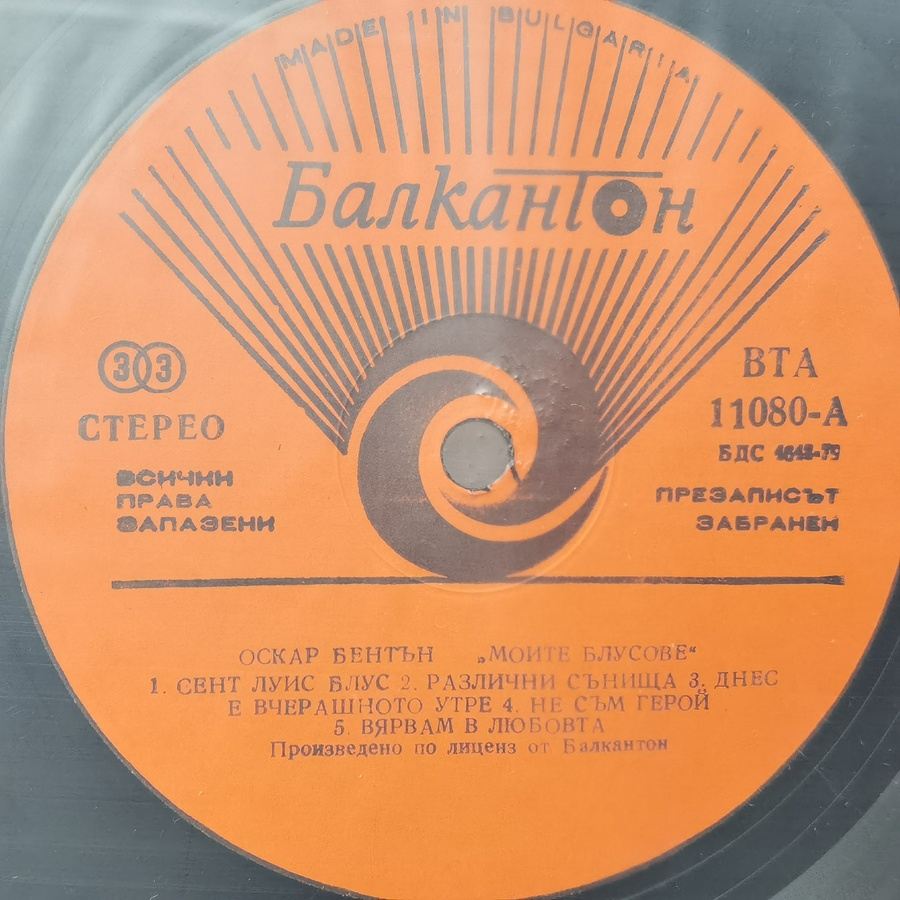 MADE IN BULGARIA
Балкантон
33
СТЕРЕО
ВСИЧКИ
ПРАВА
ЗАПАЗЕНИ
ВТА
11080-А
БДС 4648-79
ПРЕЗАПИСЪТ
ЗАБРАНЕН
ОСКАР БЕНТЪН „МОИТЕ БЛУСОВЕ“
1. СЕНТ ЛУИС БЛУС 2. РАЗЛИЧНИ СЪНИЩА 3. ДНЕС
Е ВЧЕРАШНОТО УТРЕ 4. НЕ СЪМ ГЕРОЙ
5. ВЯРВАМ В ЛЮБОВТА
Произведено по лиценз от Балкантон